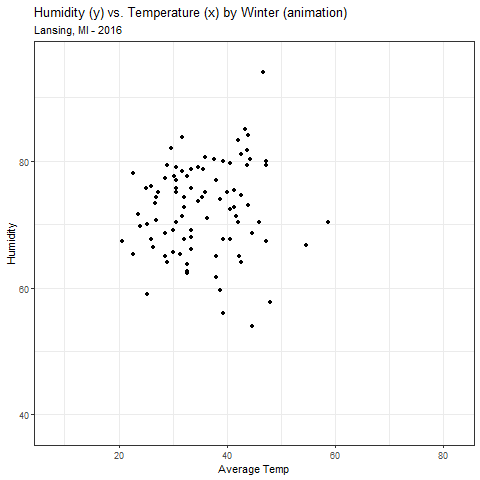 Humidity (y) vs. Temperature (x) by Winter (animation)
Lansing, MI - 2016
80
60
40
Humidity
20
40
60
80
Average Temp